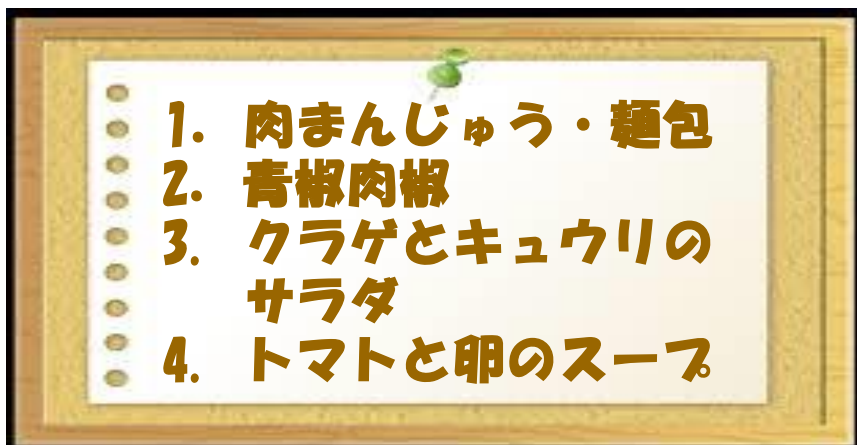 1. 肉まんじゅう・麺包
2. 青椒肉椒
3. クラゲとキュウリの
サラダ
4. トマトと卵のスープ